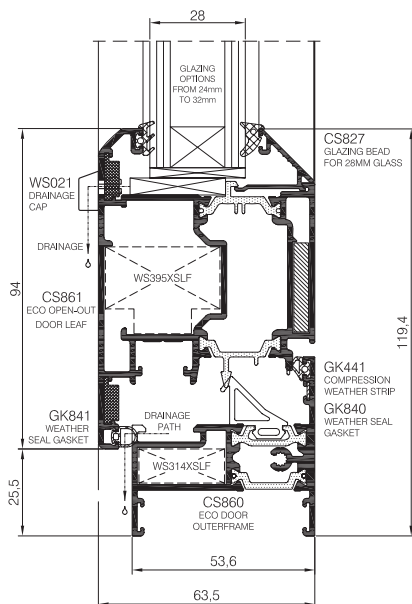 28
GLAZING
OPTIONS
FROM 24mm
TO 32mm
CS827
GLAZING BEAD
FOR 28MM GLASS
WS021
DRAINAGE
CAP
DRAINAGE
WS395XSLF
94
119,4
CS861
ECO OPEN-OUT
DOOR LEAF
GK441
COMPRESSION
WEATHER STRIP
GK841
WEATHER
SEAL GASKET
DRAINAGE
PATH
GK840
WEATHER SEAL
GASKET
WS314XSLF
25,5
CS860
ECO DOOR
OUTERFRAME
53,6
63,5